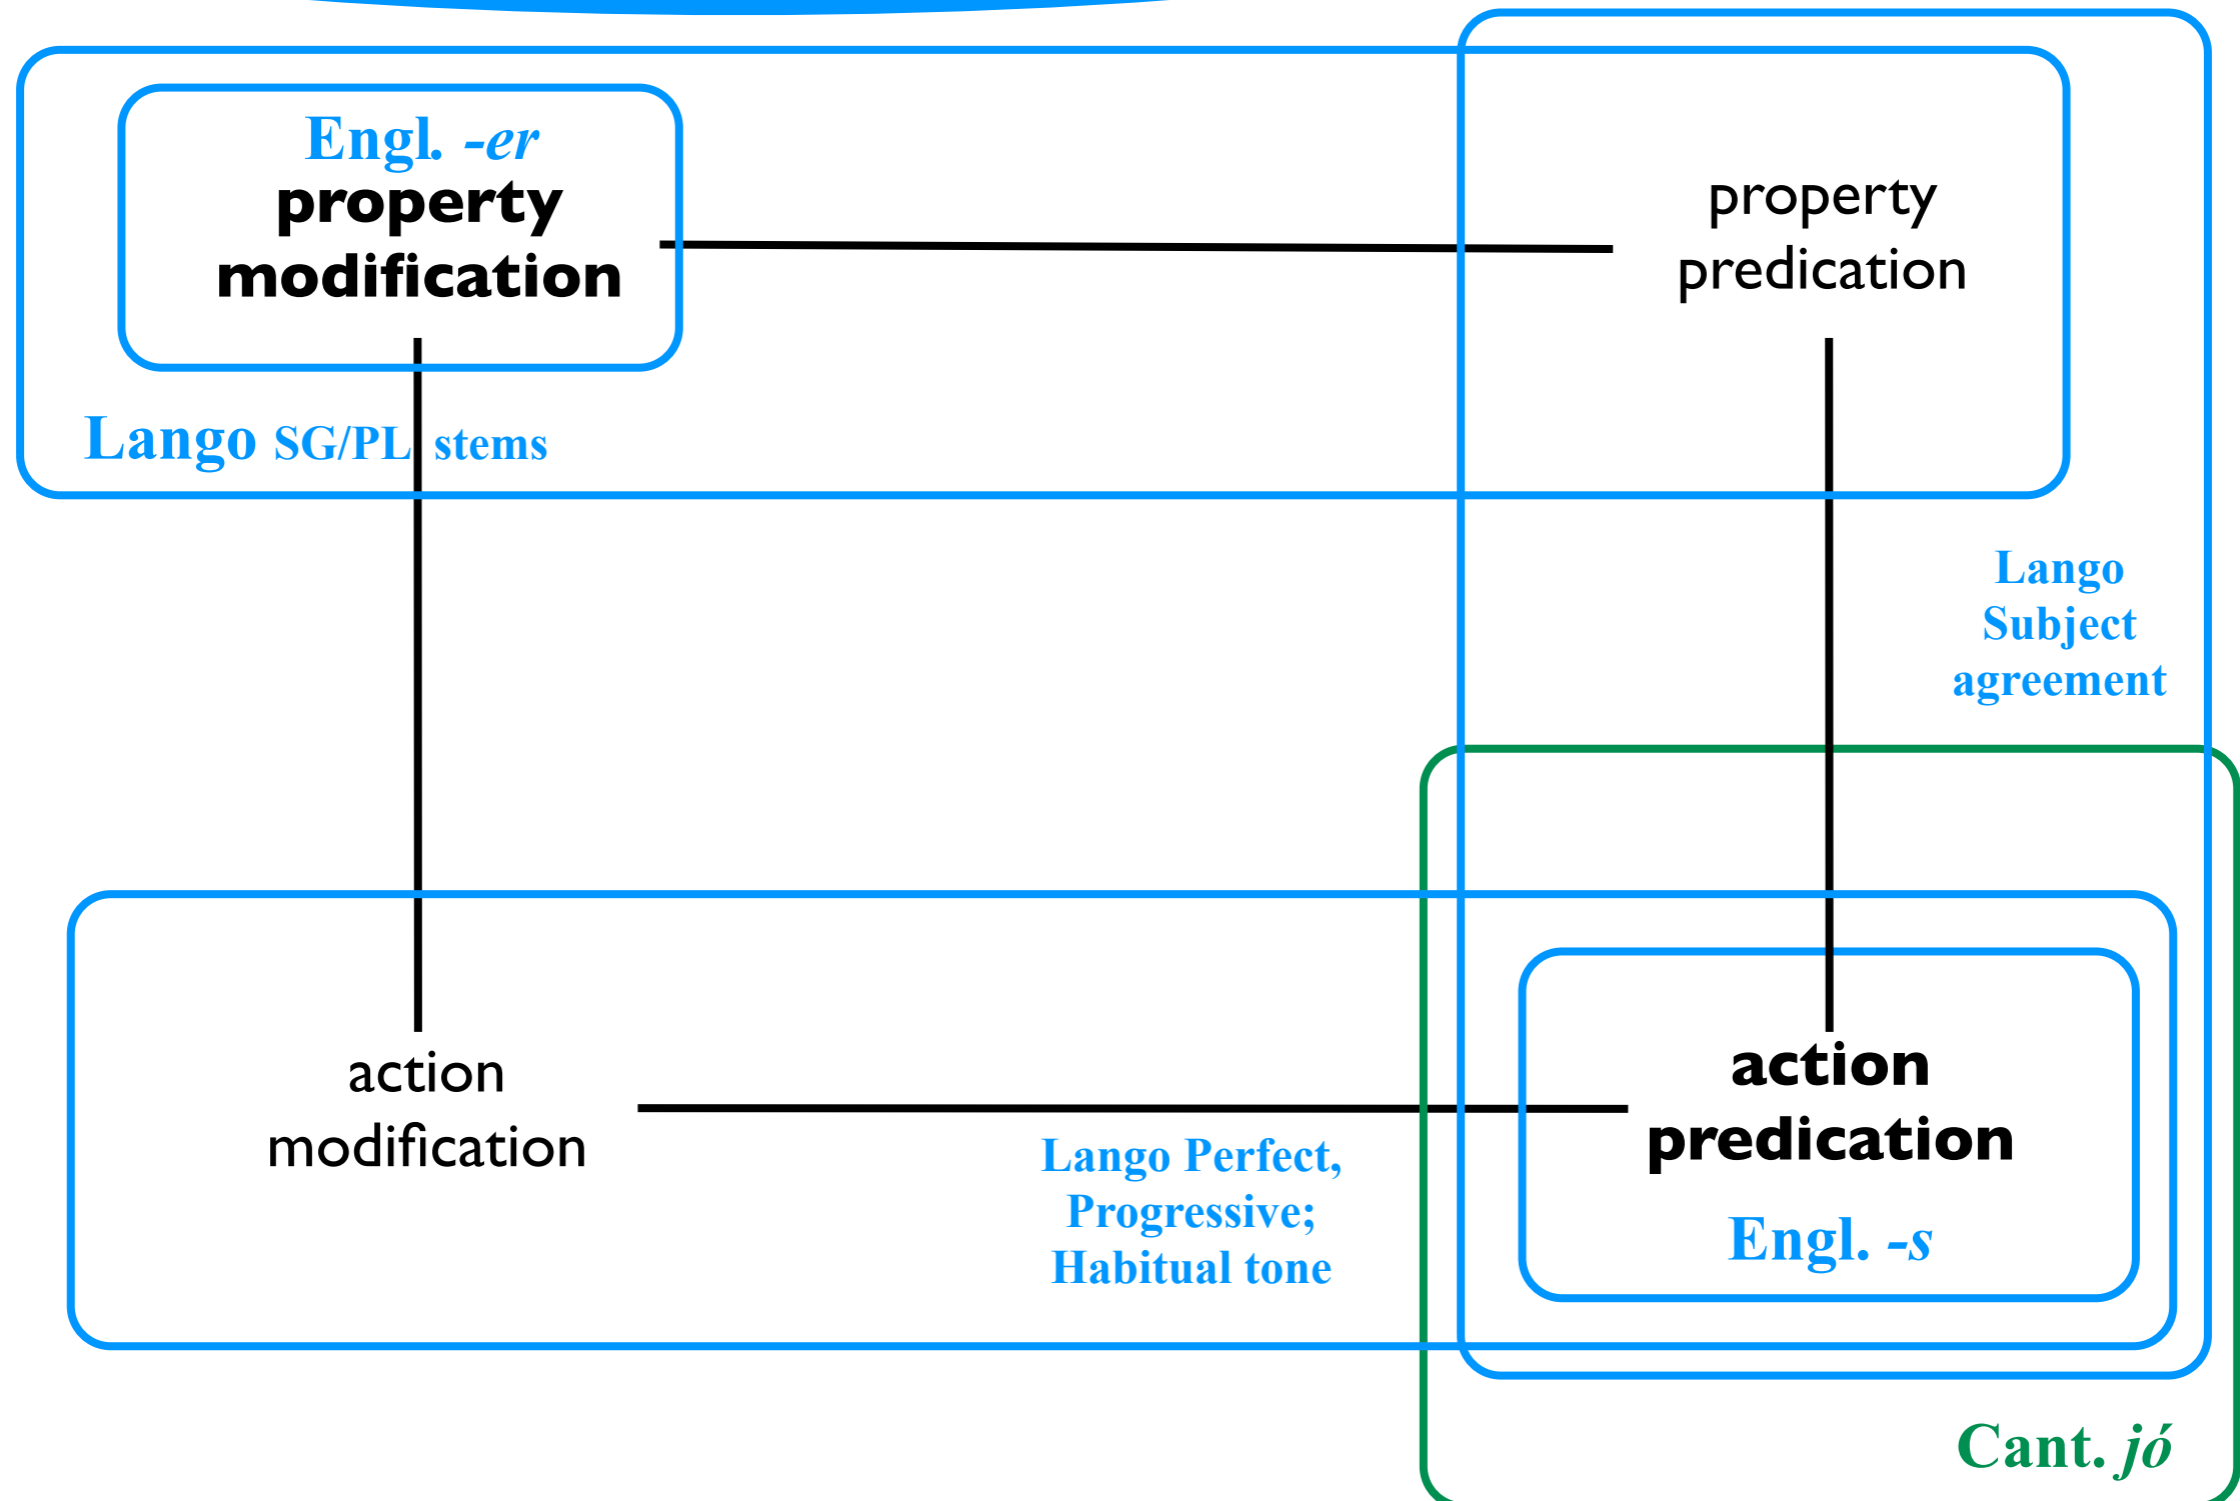 Engl. -er
property
modification
property
predication
Lango SG/PL stems
Lango
Subject
agreement
action
modification
action
predication
Lango Perfect,
Progressive;
Habitual tone
Engl. -s
Cant. jó